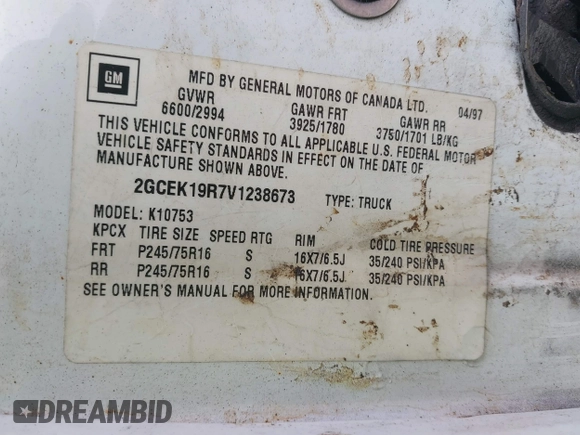 GM
MFD BY GENERAL MOTORS OF CANADA LTD. 04/97
GVWR GAWR FRT GAWR RR
6600/2994 3925/1780 3750/1701 LB/KG
THIS VEHICLE CONFORMS TO ALL APPLICABLE U.S. FEDERAL MOTOR
VEHICLE SAFETY STANDARDS IN EFFECT ON THE DATE OF
MANUFACTURE SHOWN ABOVE.
2GCEK19R7V1238673 TYPE: TRUCK
MODEL: K10753
KPCX TIRE SIZE SPEED RTG RIM COLD TIRE PRESSURE
FRT P245/75R16 S 16X7/6.5J 35/240 PSI/KPA
RR P245/75R16 S 16X7/6.5J 35/240 PSI/KPA
SEE OWNER'S MANUAL FOR MORE INFORMATION.
DREAMBID